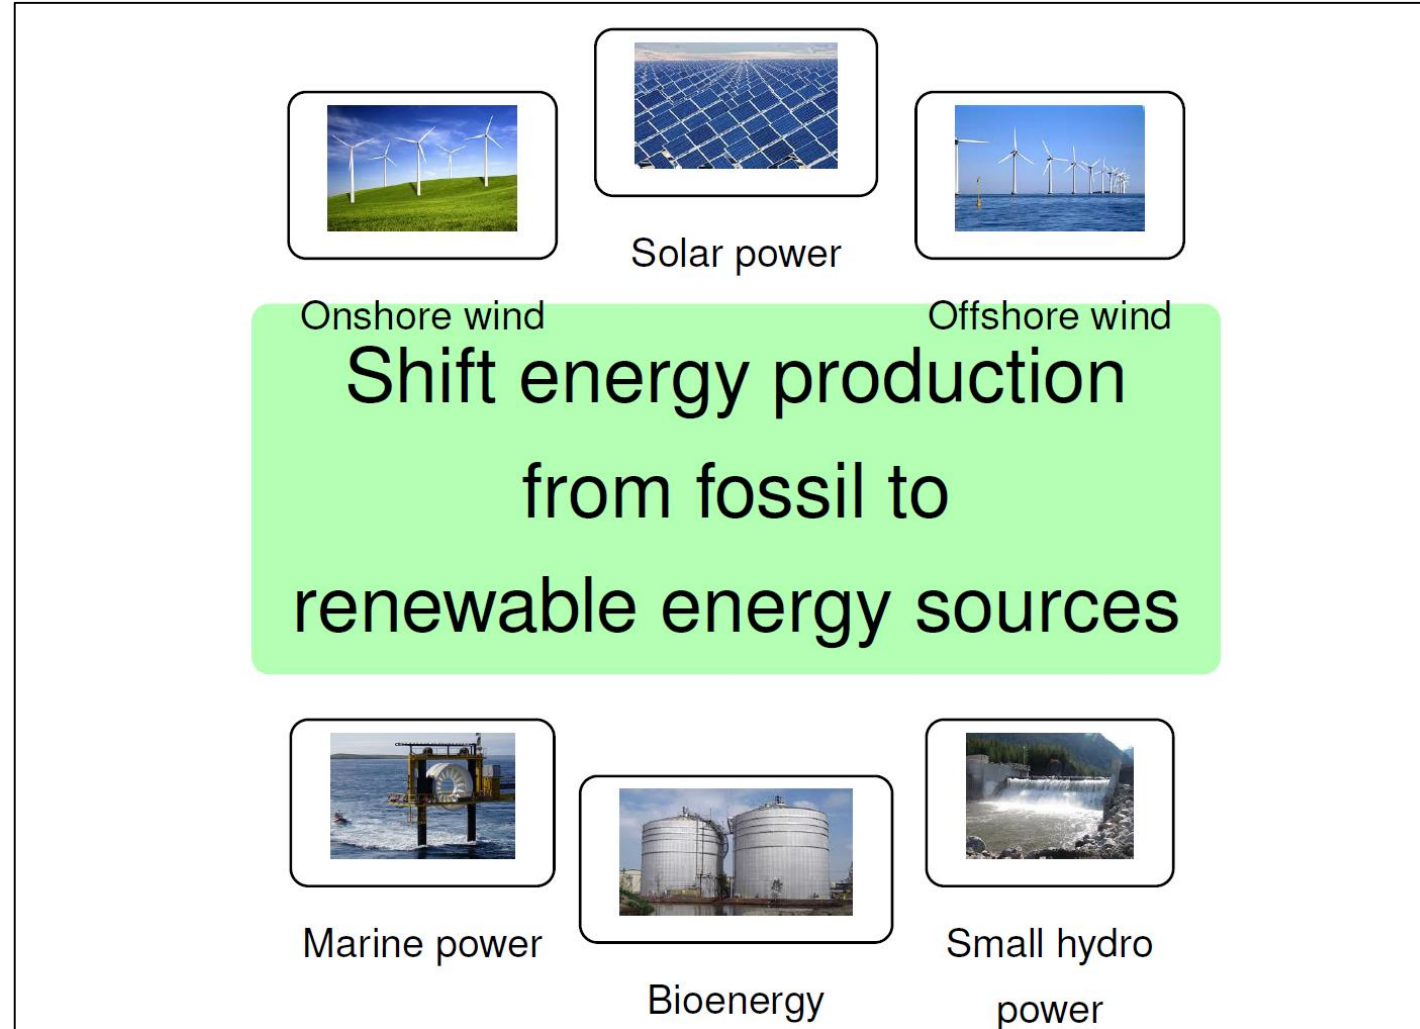 Solar power
Onshore wind
Offshore wind
Shift energy production
from fossil to
renewable energy sources
Marine power
Bioenergy
Small hydro
power